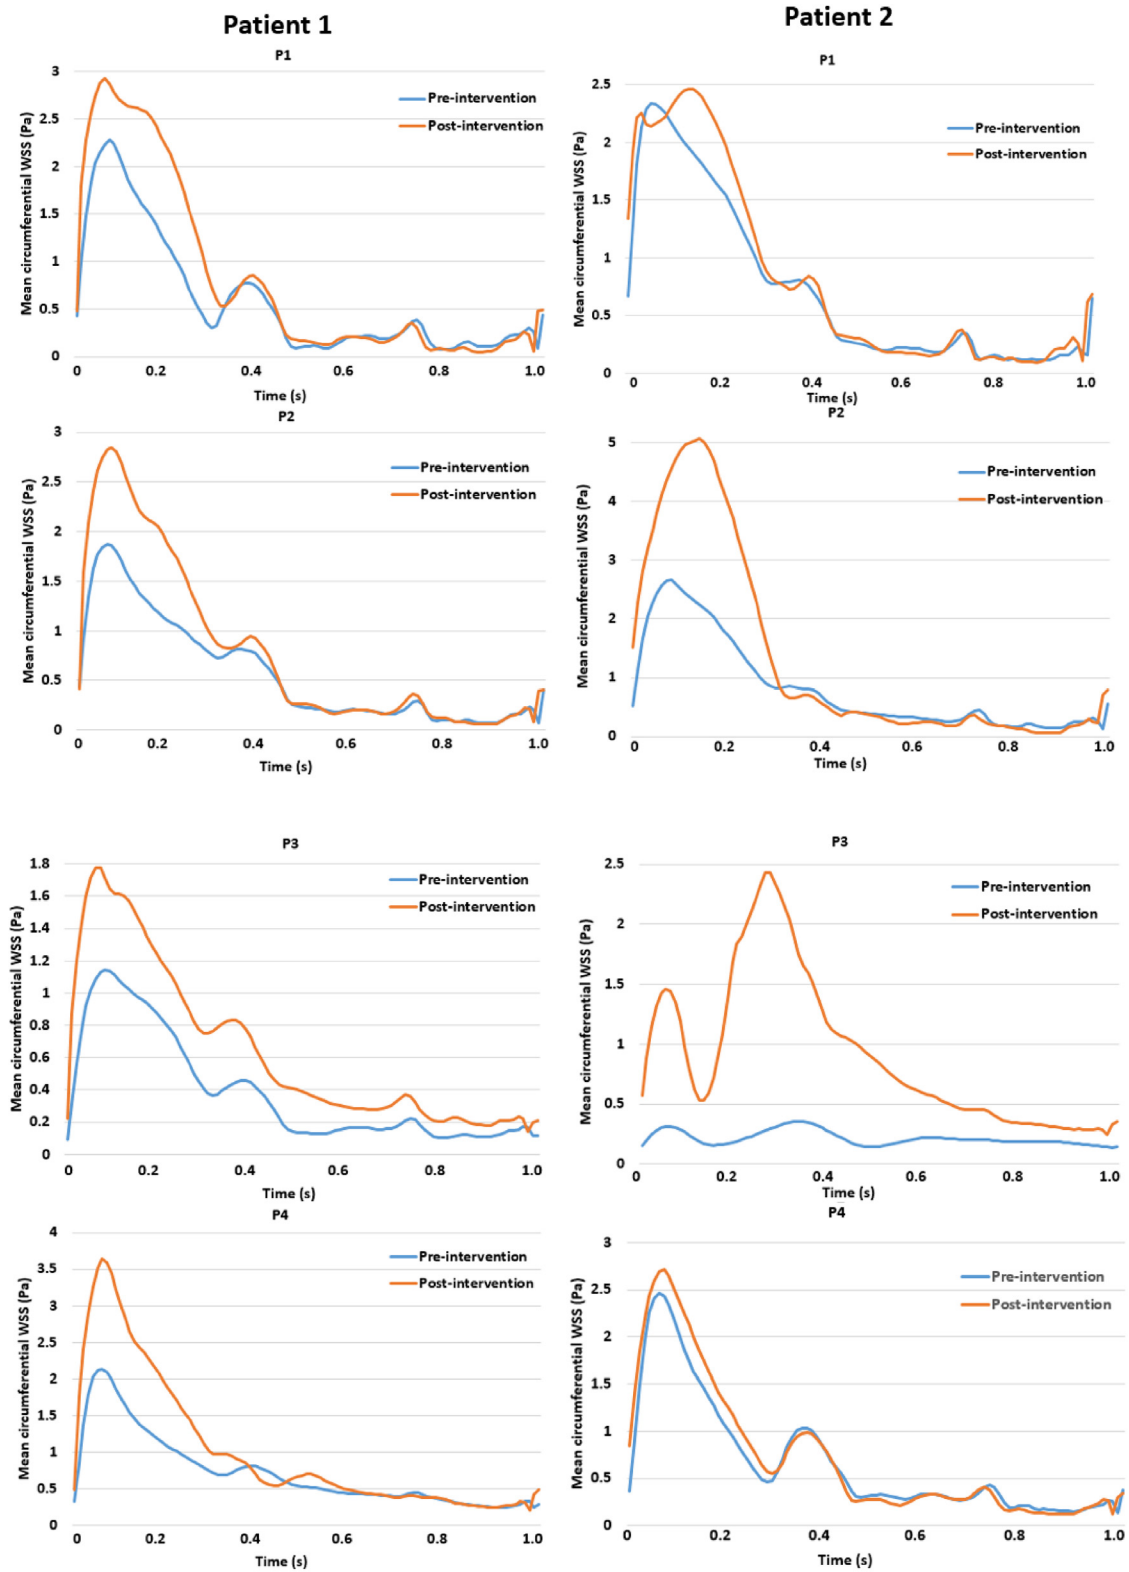 Patient 1
Patient 2
P1
Mean circumferential WSS (Pa)
3
2.5
2
1.5
1
0.5
0
Pre-intervention
Post-intervention
0 0.2 0.4 0.6 0.8 1.0
Time (s)
P1
Mean circumferential WSS (Pa)
2.5
2
1.5
1
0.5
0
Pre-intervention
Post-intervention
0 0.2 0.4 0.6 0.8 1.0
Time (s)
P2
Mean circumferential WSS (Pa)
3
2.5
2
1.5
1
0.5
0
Pre-intervention
Post-intervention
0 0.2 0.4 0.6 0.8 1.0
Time (s)
P2
Mean circumferential WSS (Pa)
5
4
3
2
1
0
Pre-intervention
Post-intervention
0 0.2 0.4 0.6 0.8 1.0
Time (s)
P3
Mean circumferential WSS (Pa)
1.8
1.6
1.4
1.2
1
0.8
0.6
0.4
0.2
0
Pre-intervention
Post-intervention
0 0.2 0.4 0.6 0.8 1.0
Time (s)
P3
Mean circumferential WSS (Pa)
2.5
2
1.5
1
0.5
0
Pre-intervention
Post-intervention
0 0.2 0.4 0.6 0.8 1.0
Time (s)
P4
Mean circumferential WSS (Pa)
4
3.5
3
2.5
2
1.5
1
0.5
0
Pre-intervention
Post-intervention
0 0.2 0.4 0.6 0.8 1.0
Time (s)
P4
Mean circumferential WSS (Pa)
3
2.5
2
1.5
1
0.5
0
Pre-intervention
Post-intervention
0 0.2 0.4 0.6 0.8 1.0
Time (s)